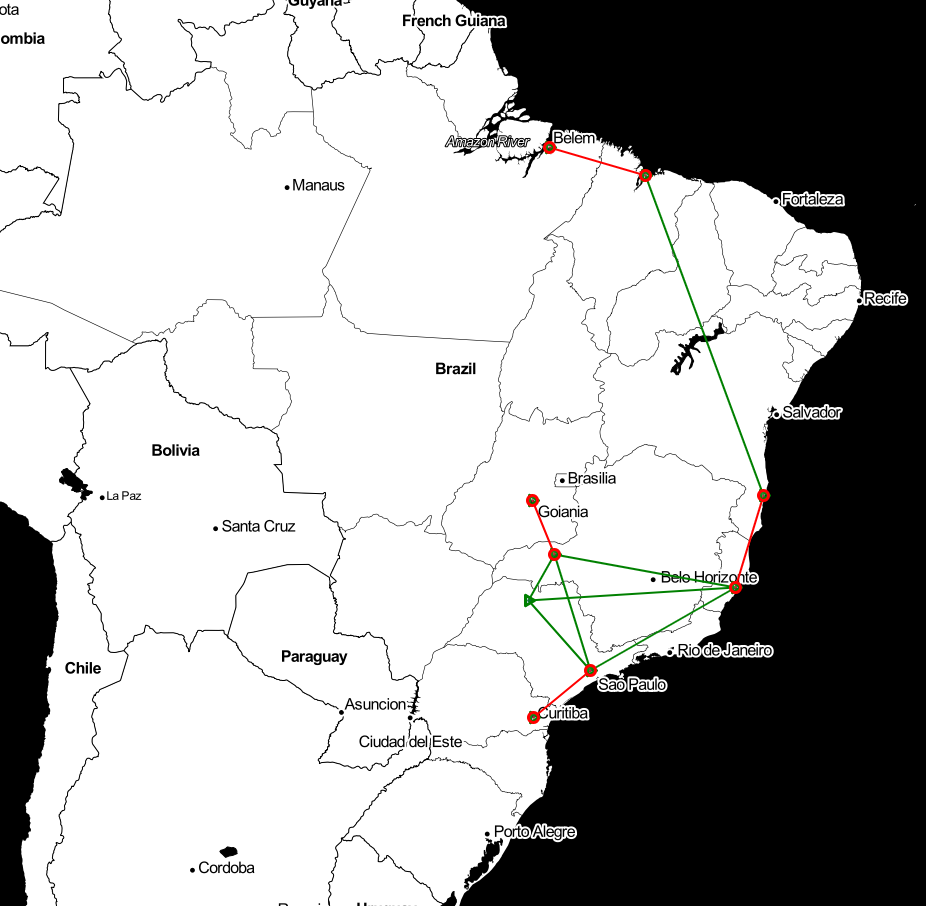 Guyana
ota
French Guiana
ombia
Amazon River
Belem
Manaus
Fortaleza
Recife
Brazil
Salvador
Bolivia
Brasilia
La Paz
Goiania
Santa Cruz
Belo Horizonte
Rio de Janeiro
Paraguay
Chile
Sao Paulo
Asuncion
Curitiba
Ciudad del Este
Porto Alegre
Cordoba